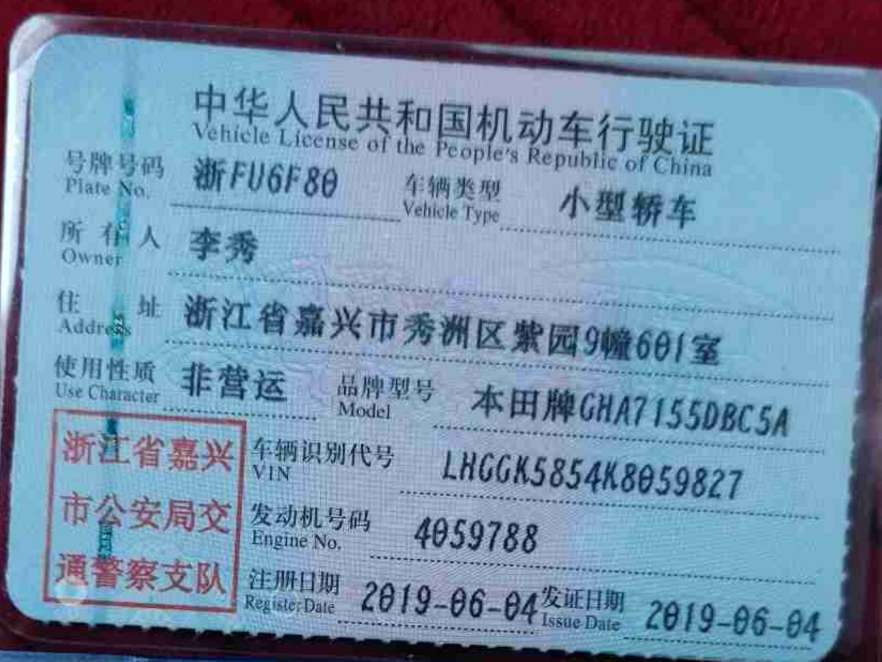 中华人民共和国机动车行驶证
Vehicle License of the People's Republic of China
号牌号码 浙FU6F80 车辆类型 小型轿车
Plate No. Vehicle Type
所有人 李秀
Owner
住址 浙江省嘉兴市秀洲区紫园9幢601室
Address
使用性质 非营运 品牌型号 本田牌GHA7155DBC5A
Use Character Model
浙江省嘉兴 车辆识别代号 LHGGK5854K8059827
VIN
市公安局交 发动机号码 4059788
Engine No.
通警察支队 注册日期 2019-06-04 发证日期 2019-06-04
Register Date Issue Date